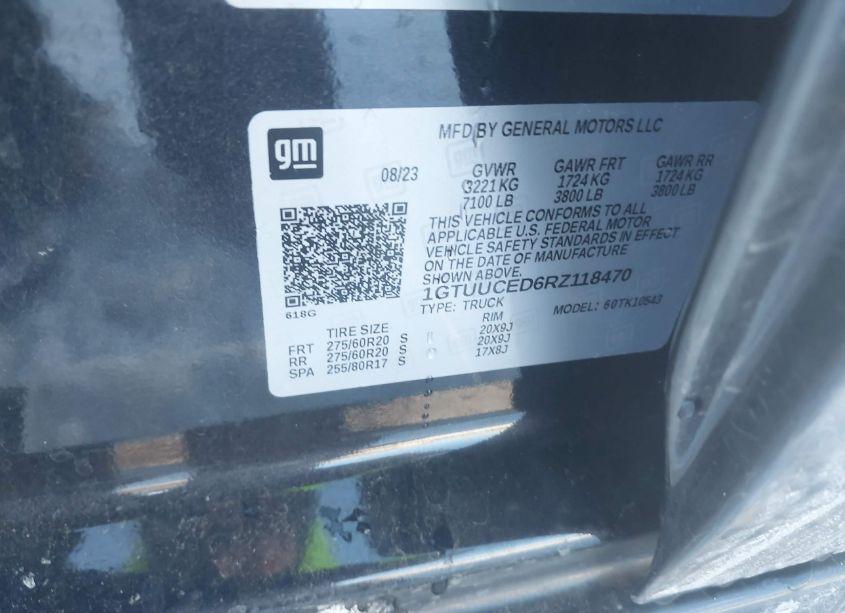 gm
MFD BY GENERAL MOTORS LLC
08/23
GVWR GAWR FRT GAWR RR
3221 KG 1724 KG 1724 KG
7100 LB 3800 LB 3800 LB
THIS VEHICLE CONFORMS TO ALL
APPLICABLE U.S. FEDERAL MOTOR
VEHICLE SAFETY STANDARDS IN EFFECT
ON THE DATE OF MANUFACTURE
SHOWN ABOVE.
1GTUUCED6RZ118470
618G
TYPE: TRUCK MODEL: 60TK10543
TIRE SIZE RIM
FRT 275/60R20 S 20X9J
RR 275/60R20 S 20X9J
SPA 255/80R17 S 17X8J